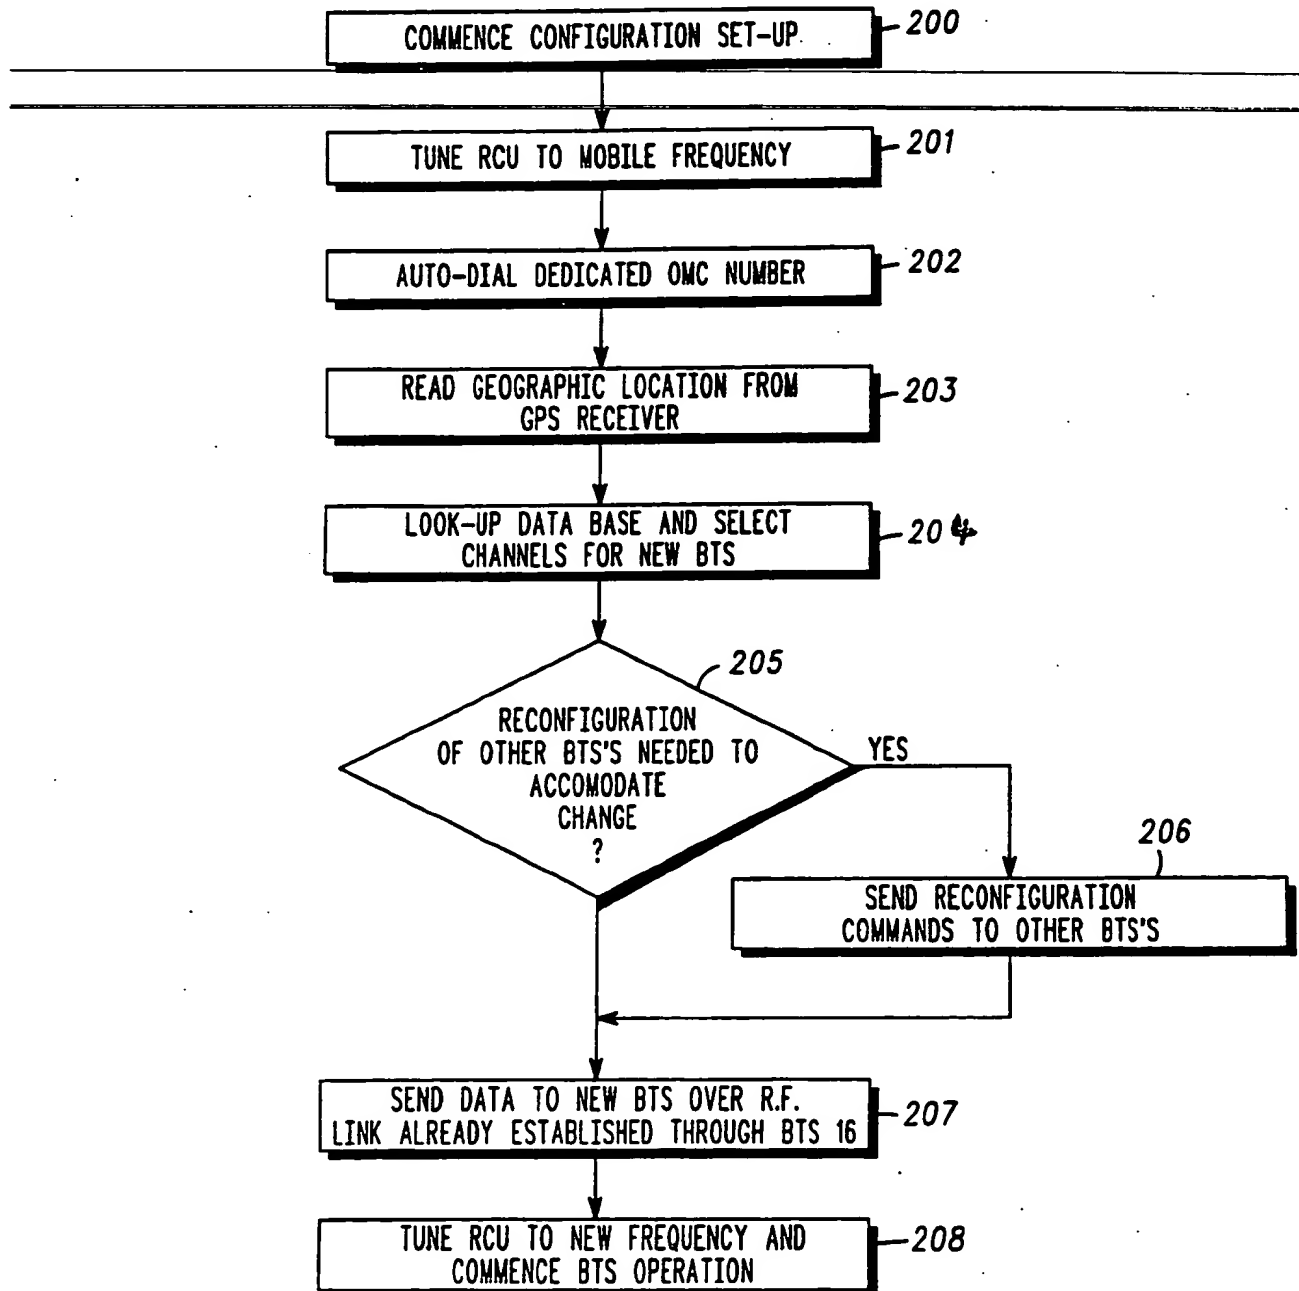 COMMENCE CONFIGURATION SET-UP
200
TUNE RCU TO MOBILE FREQUENCY
201
AUTO-DIAL DEDICATED OMC NUMBER
202
READ GEOGRAPHIC LOCATION FROM
GPS RECEIVER
203
LOOK-UP DATA BASE AND SELECT
CHANNELS FOR NEW BTS
204
205
RECONFIGURATION
OF OTHER BTS'S NEEDED TO
ACCOMODATE
CHANGE
?
YES
206
SEND RECONFIGURATION
COMMANDS TO OTHER BTS'S
SEND DATA TO NEW BTS OVER R.F.
LINK ALREADY ESTABLISHED THROUGH BTS 16
207
TUNE RCU TO NEW FREQUENCY AND
COMMENCE BTS OPERATION
208